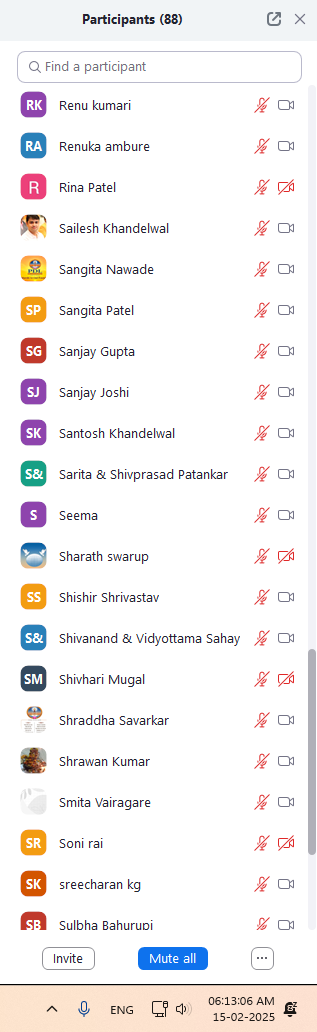 Participants (88)
Find a participant
RK Renu kumari
RA Renuka ambure
R Rina Patel
Sailesh Khandelwal
Sangita Nawade
SP Sangita Patel
SG Sanjay Gupta
SJ Sanjay Joshi
SK Santosh Khandelwal
S& Sarita & Shivprasad Patankar
S Seema
Sharath swarup
SS Shishir Shrivastav
S& Shivanand & Vidyottama Sahay
SM Shivhari Mugal
Shraddha Savarkar
Shrawan Kumar
Smita Vairagare
SR Soni rai
SK sreecharan kg
SB Sulbha Bahurupi
Invite Mute all ...
ENG 06:13:06 AM
15-02-2025